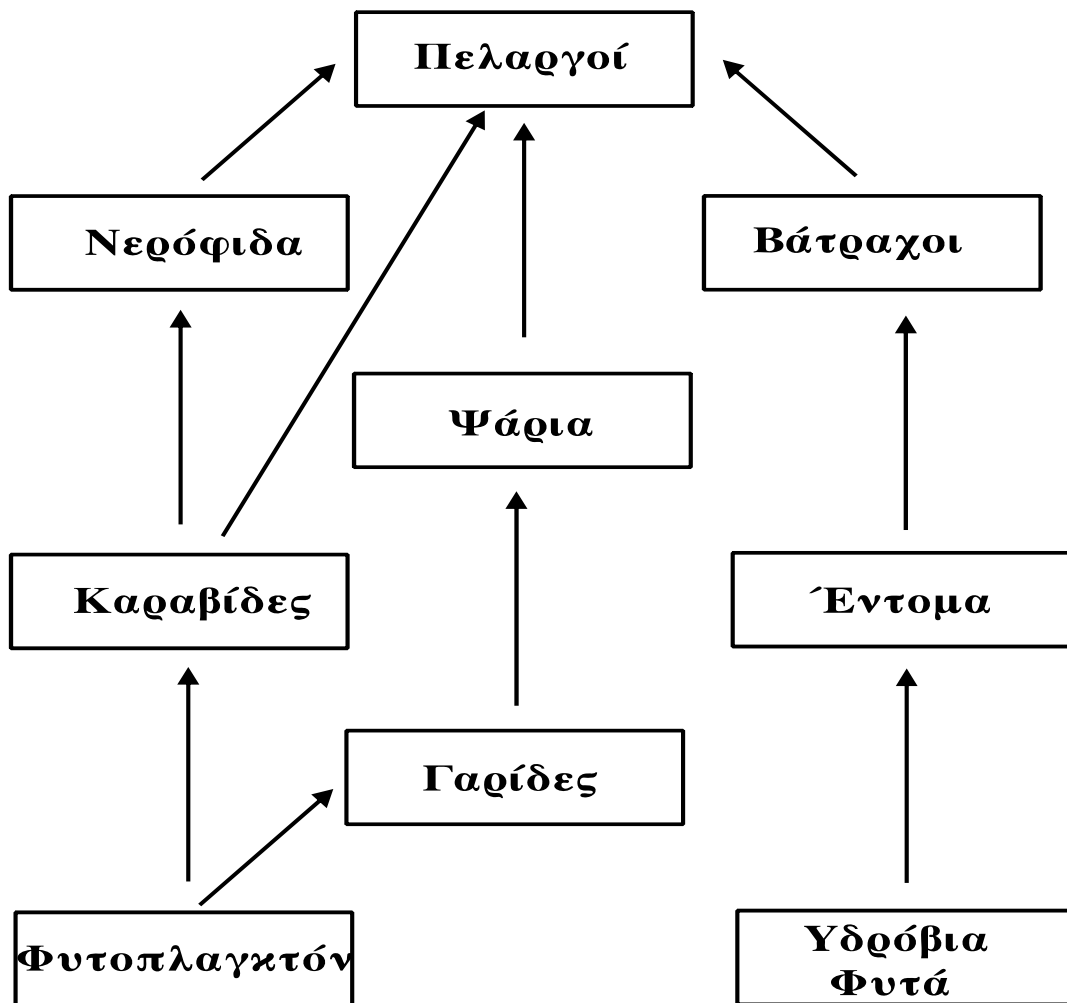 Πελαργοί
Νερόφιδα
Βάτραχοι
Ψάρια
Καραβίδες
Έντομα
Γαρίδες
Φυτοπλαγκτόν
Υδρόβια
Φυτά